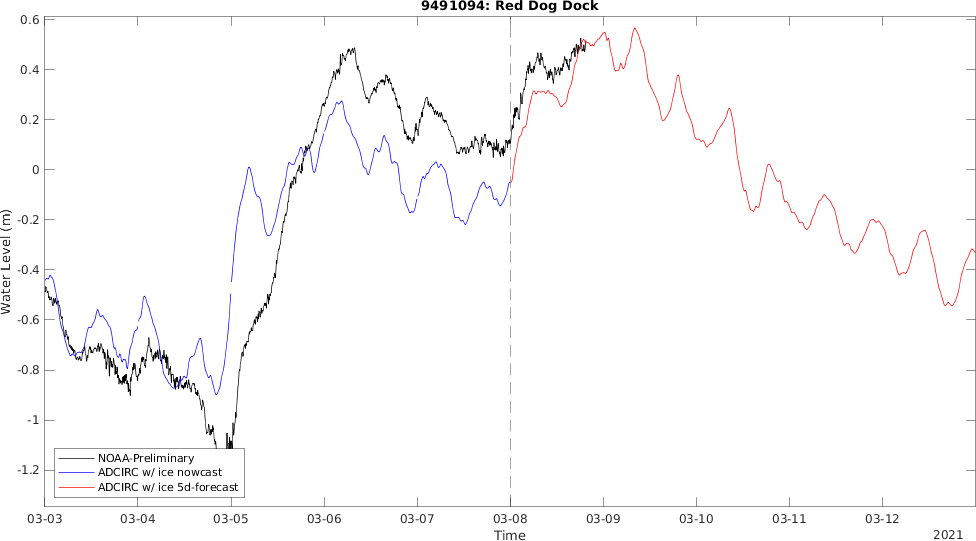 9491094: Red Dog Dock
0.6
0.4
0.2
0
-0.2
-0.4
-0.6
-0.8
-1
-1.2
Water Level (m)
NOAA-Preliminary
ADCIRC w/ ice nowcast
ADCIRC w/ ice 5d-forecast
03-03 03-04 03-05 03-06 03-07 03-08 03-09 03-10 03-11 03-12
Time
2021